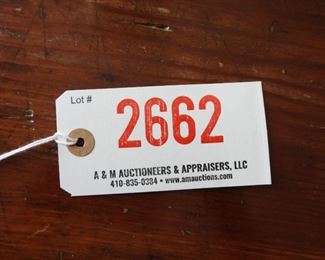 Lot #
2662
A & M AUCTIONEERS & APPRAISERS, LLC
410-835-0384 • www.amauctions.com